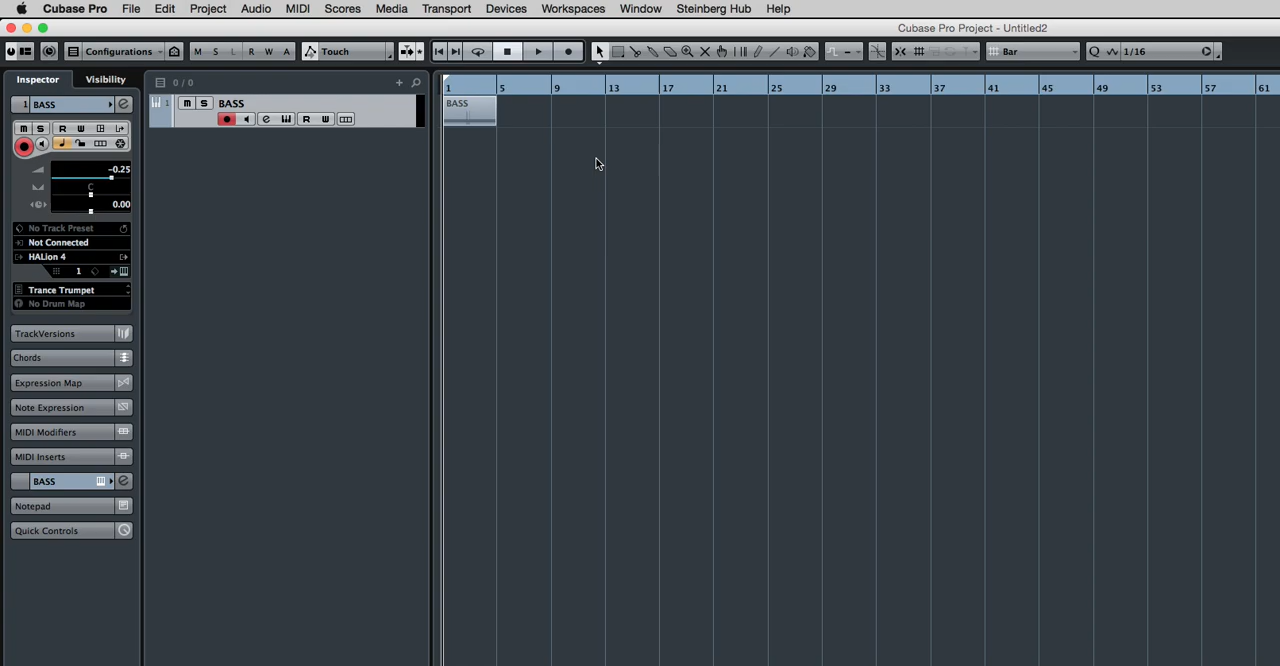 Cubase Pro File Edit Project Audio MIDI Scores Media Transport Devices Workspaces Window Steinberg Hub Help
Cubase Pro Project - Untitled2
Configurations M S L R W A Touch Bar Q 1/16
Inspector Visibility 0 / 0
1 5 9 13 17 21 25 29 33 37 41 45 49 53 57 61
1 BASS e
1 m S BASS
BASS
e R W
m S R W
-0.25
C
0.00
No Track Preset
Not Connected
HALion 4
1
Trance Trumpet
No Drum Map
TrackVersions
Chords
Expression Map
Note Expression
MIDI Modifiers
MIDI Inserts
BASS e
Notepad
Quick Controls